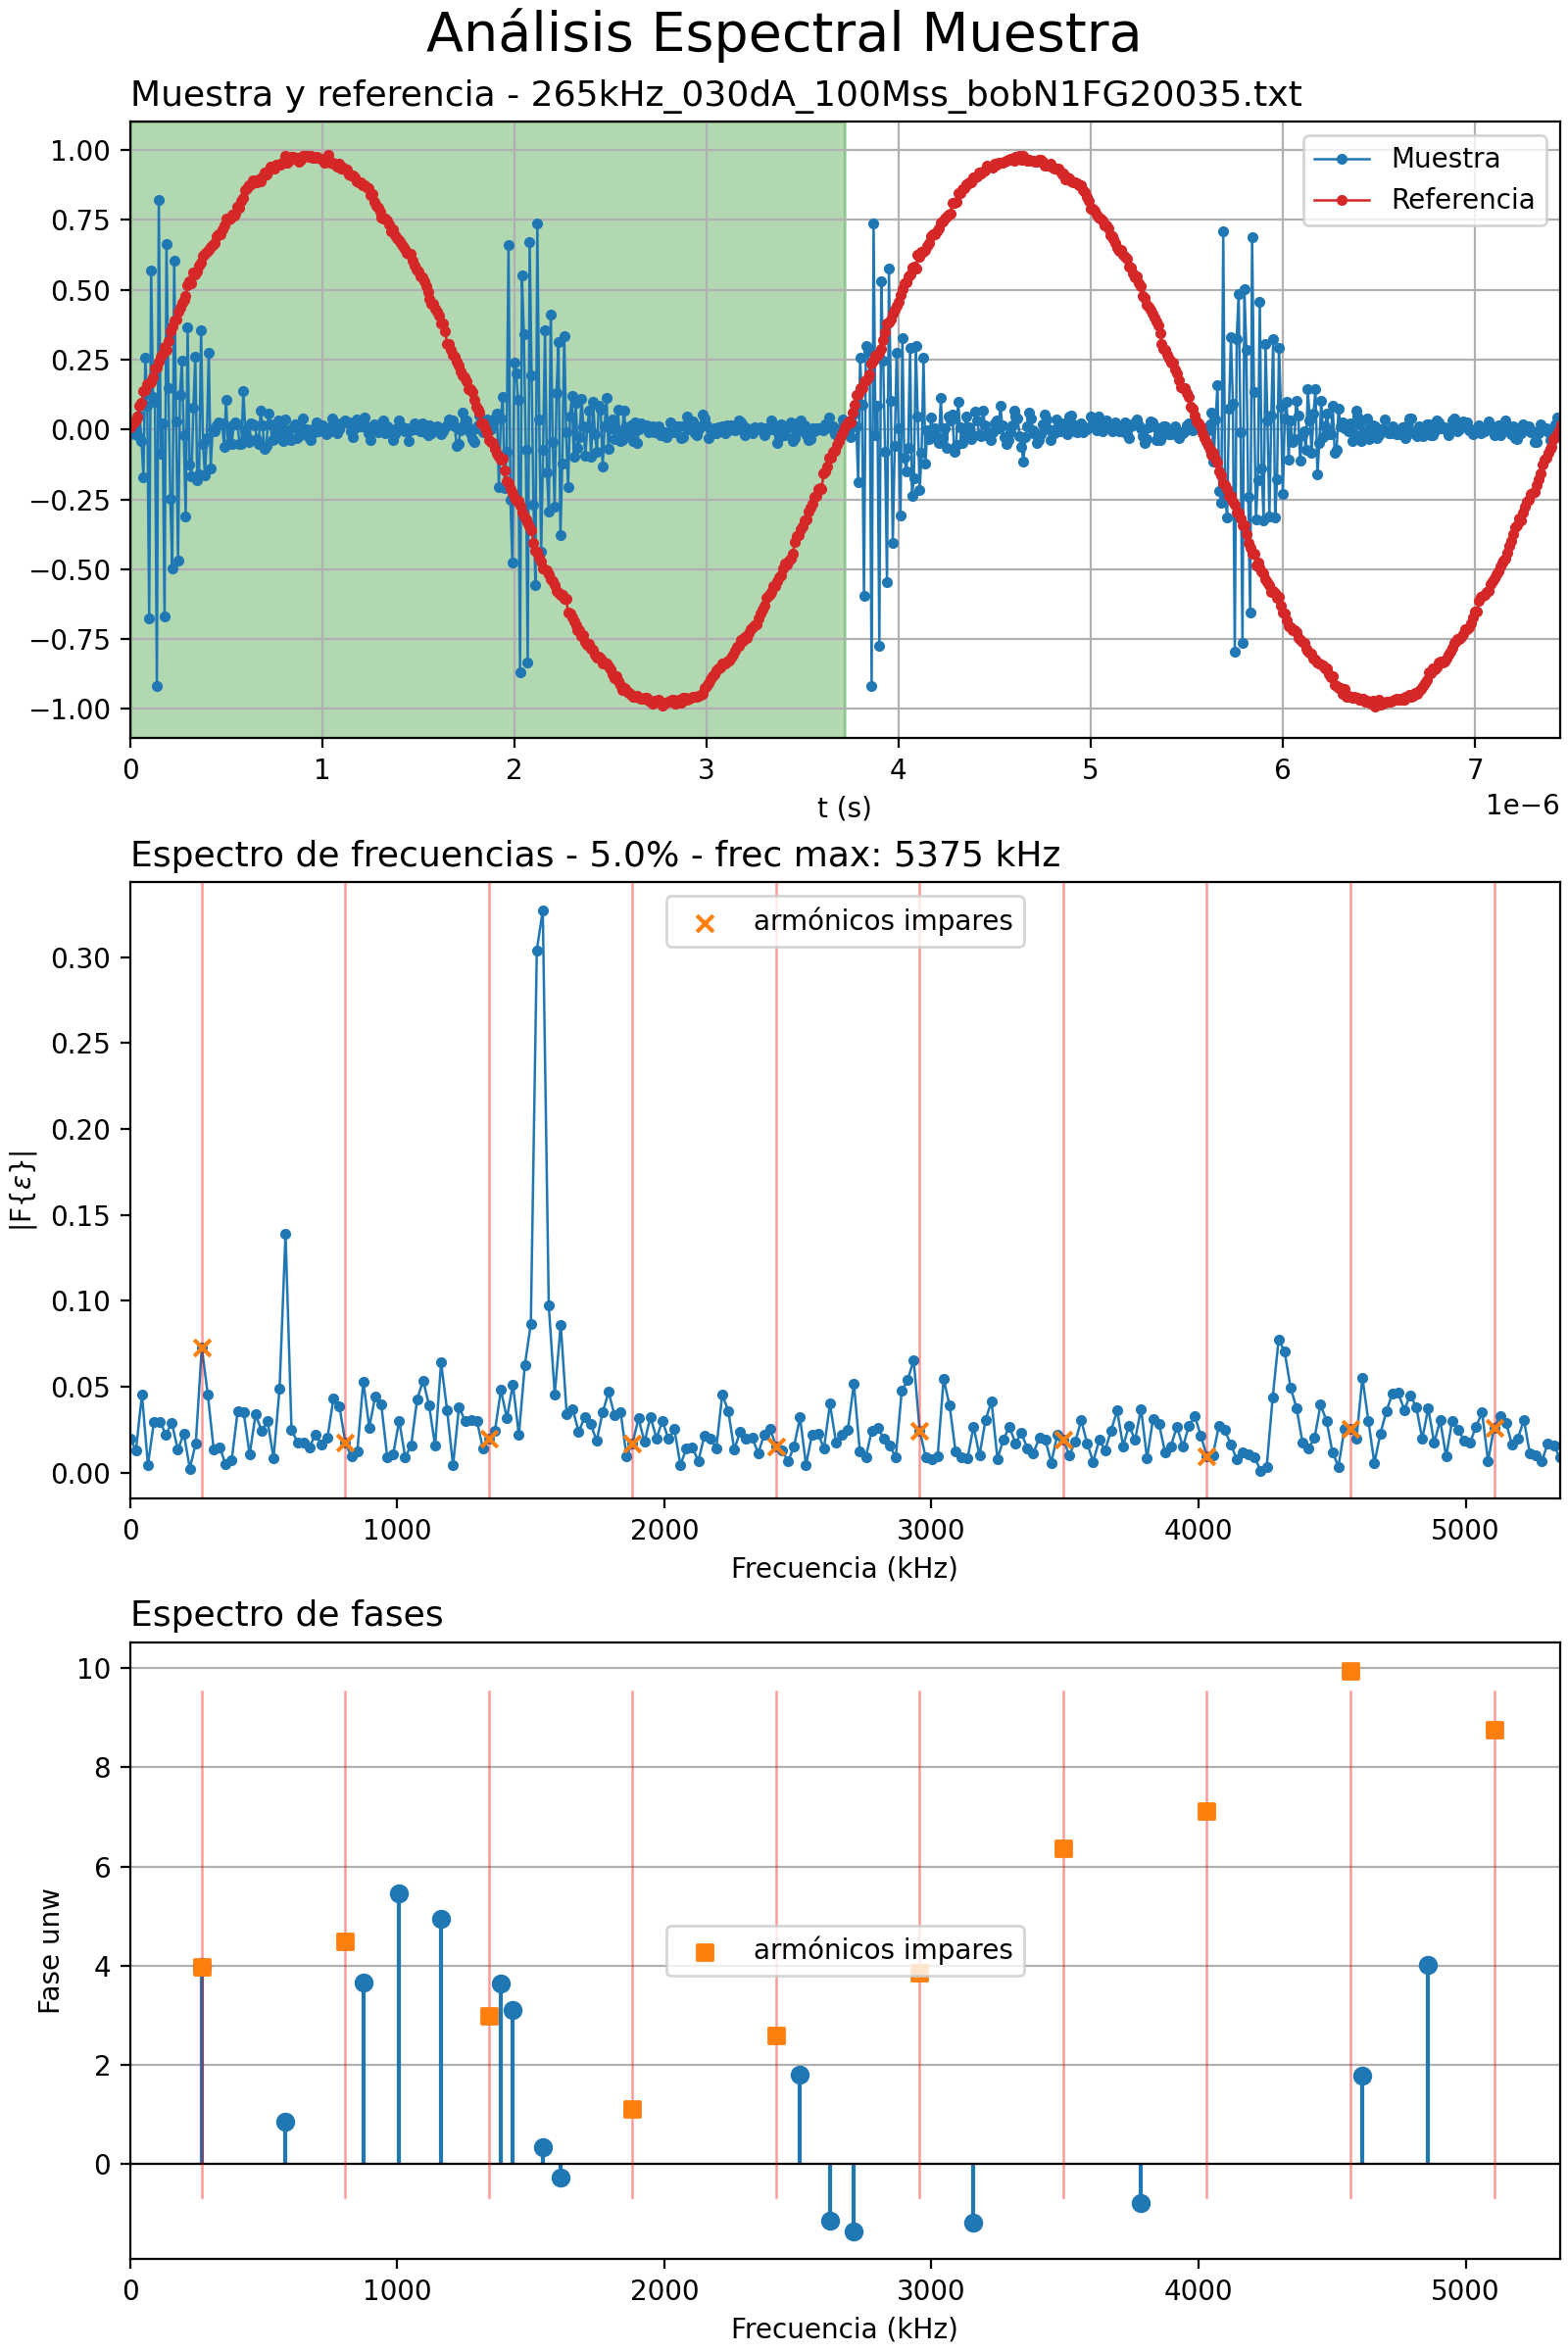 Análisis Espectral Muestra
Muestra y referencia - 265kHz_030dA_100Mss_bobN1FG20035.txt
1.00
0.75
0.50
0.25
0.00
−0.25
−0.50
−0.75
−1.00
Muestra
Referencia
0 1 2 3 4 5 6 7
1e−6
t (s)
Espectro de frecuencias - 5.0% - frec max: 5375 kHz
armónicos impares
0.30
0.25
0.20
0.15
0.10
0.05
0.00
|F{ε}|
0 1000 2000 3000 4000 5000
Frecuencia (kHz)
Espectro de fases
10
8
6
4
2
0
Fase unw
armónicos impares
0 1000 2000 3000 4000 5000
Frecuencia (kHz)